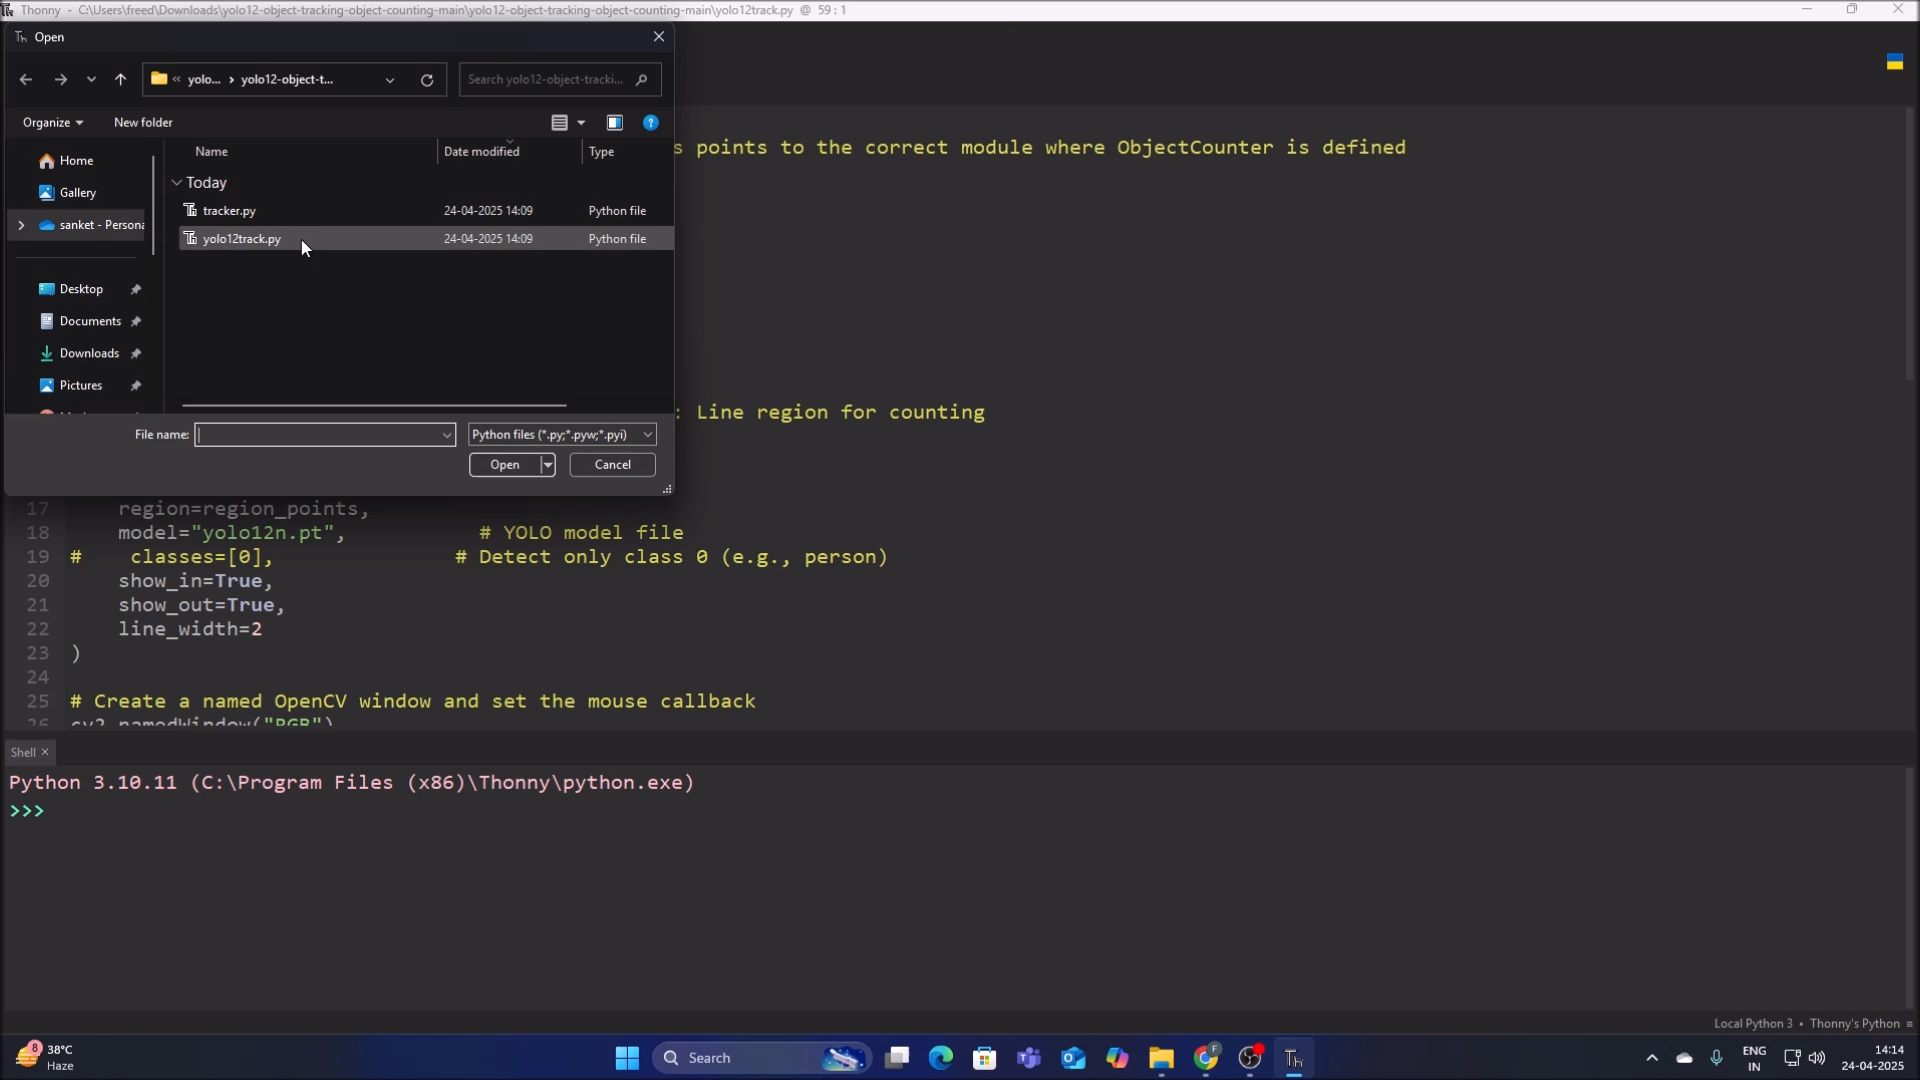 Thonny - C:\Users\freed\Downloads\yolo12-object-tracking-object-counting-main\yolo12-object-tracking-object-counting-main\yolo12track.py @ 59 : 1
Th Open
yolo... yolo12-object-t...
Search yolo12-object-tracki...
Organize
New folder
Name
Date modified
Type
Home
Gallery
sanket - Persona
Desktop
Documents
Downloads
Pictures
Today
tracker.py 24-04-2025 14:09 Python file
yolo12track.py 24-04-2025 14:09 Python file
File name:
Python files (*.py;*.pyw;*.pyi)
Open
Cancel
s points to the correct module where ObjectCounter is defined
: Line region for counting
17 region=region_points,
18 model="yolo12n.pt", # YOLO model file
19 # classes=[0], # Detect only class 0 (e.g., person)
20 show_in=True,
21 show_out=True,
22 line_width=2
23 )
24
25 # Create a named OpenCV window and set the mouse callback
26 cv2.namedWindow("RGB")
Shell
Python 3.10.11 (C:\Program Files (x86)\Thonny\python.exe)
>>>
Local Python 3 • Thonny's Python
8
38°C
Haze
Search
F
Th
ENG
IN
14:14
24-04-2025